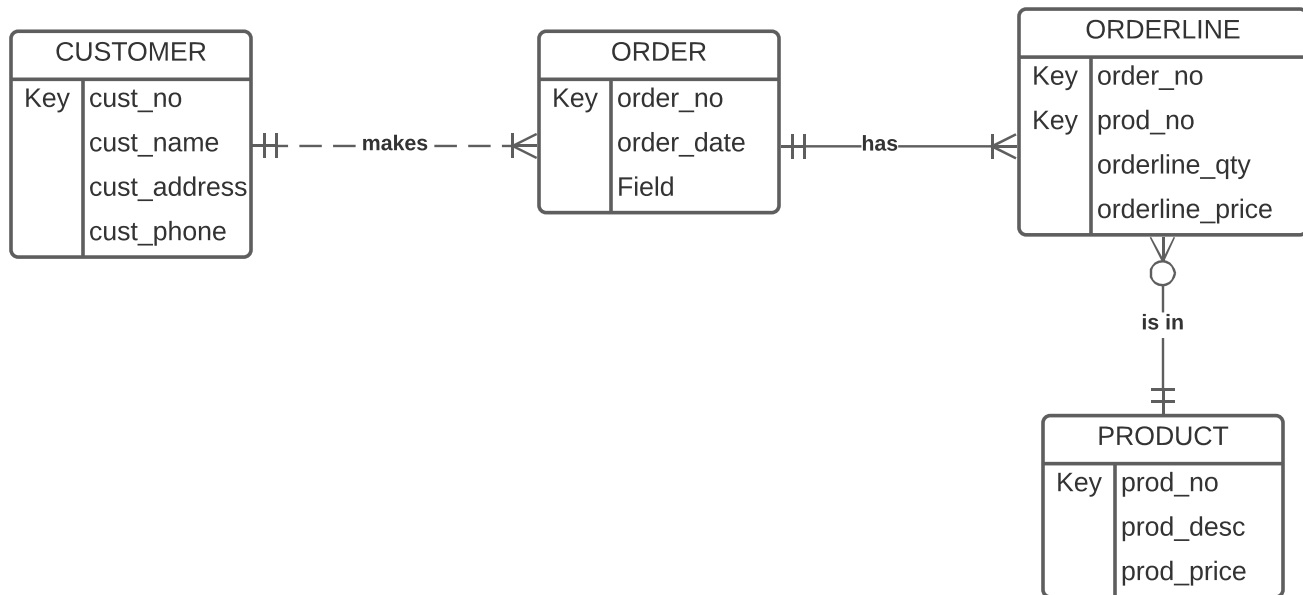 CUSTOMER
Key cust_no
cust_name
cust_address
cust_phone
makes
ORDER
Key order_no
order_date
Field
has
ORDERLINE
Key order_no
Key prod_no
orderline_qty
orderline_price
is in
PRODUCT
Key prod_no
prod_desc
prod_price